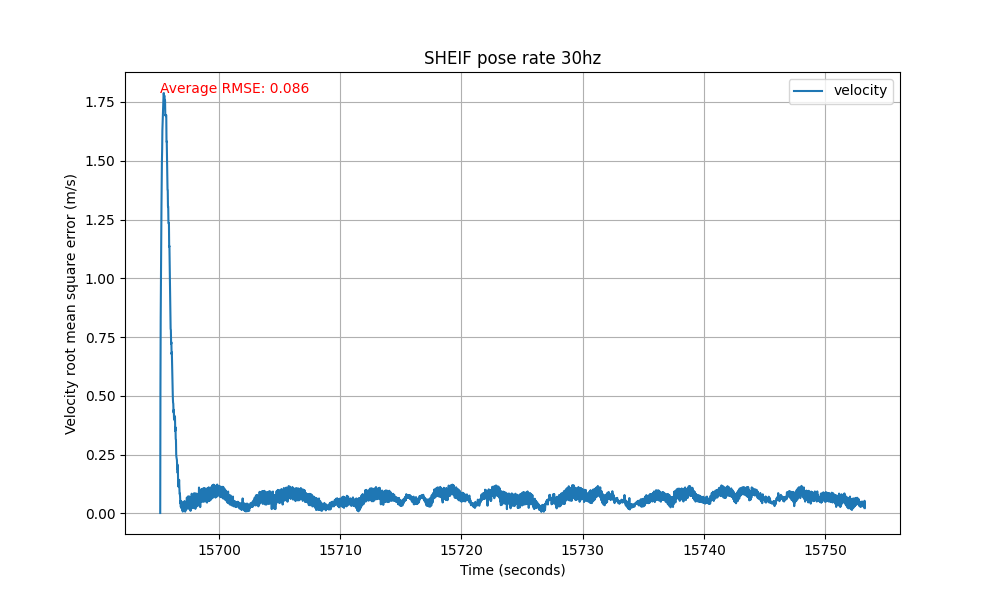 SHEIF pose rate 30hz
Average RMSE: 0.086
velocity
Velocity root mean square error (m/s)
1.75
1.50
1.25
1.00
0.75
0.50
0.25
0.00
15700 15710 15720 15730 15740 15750
Time (seconds)